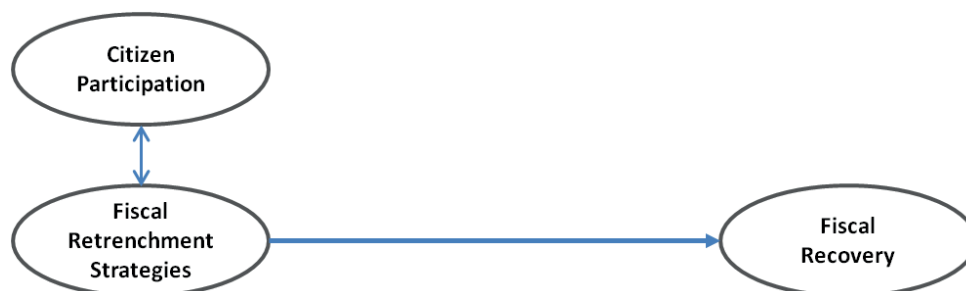 Citizen
Participation
Fiscal
Retrenchment
Strategies
Fiscal
Recovery